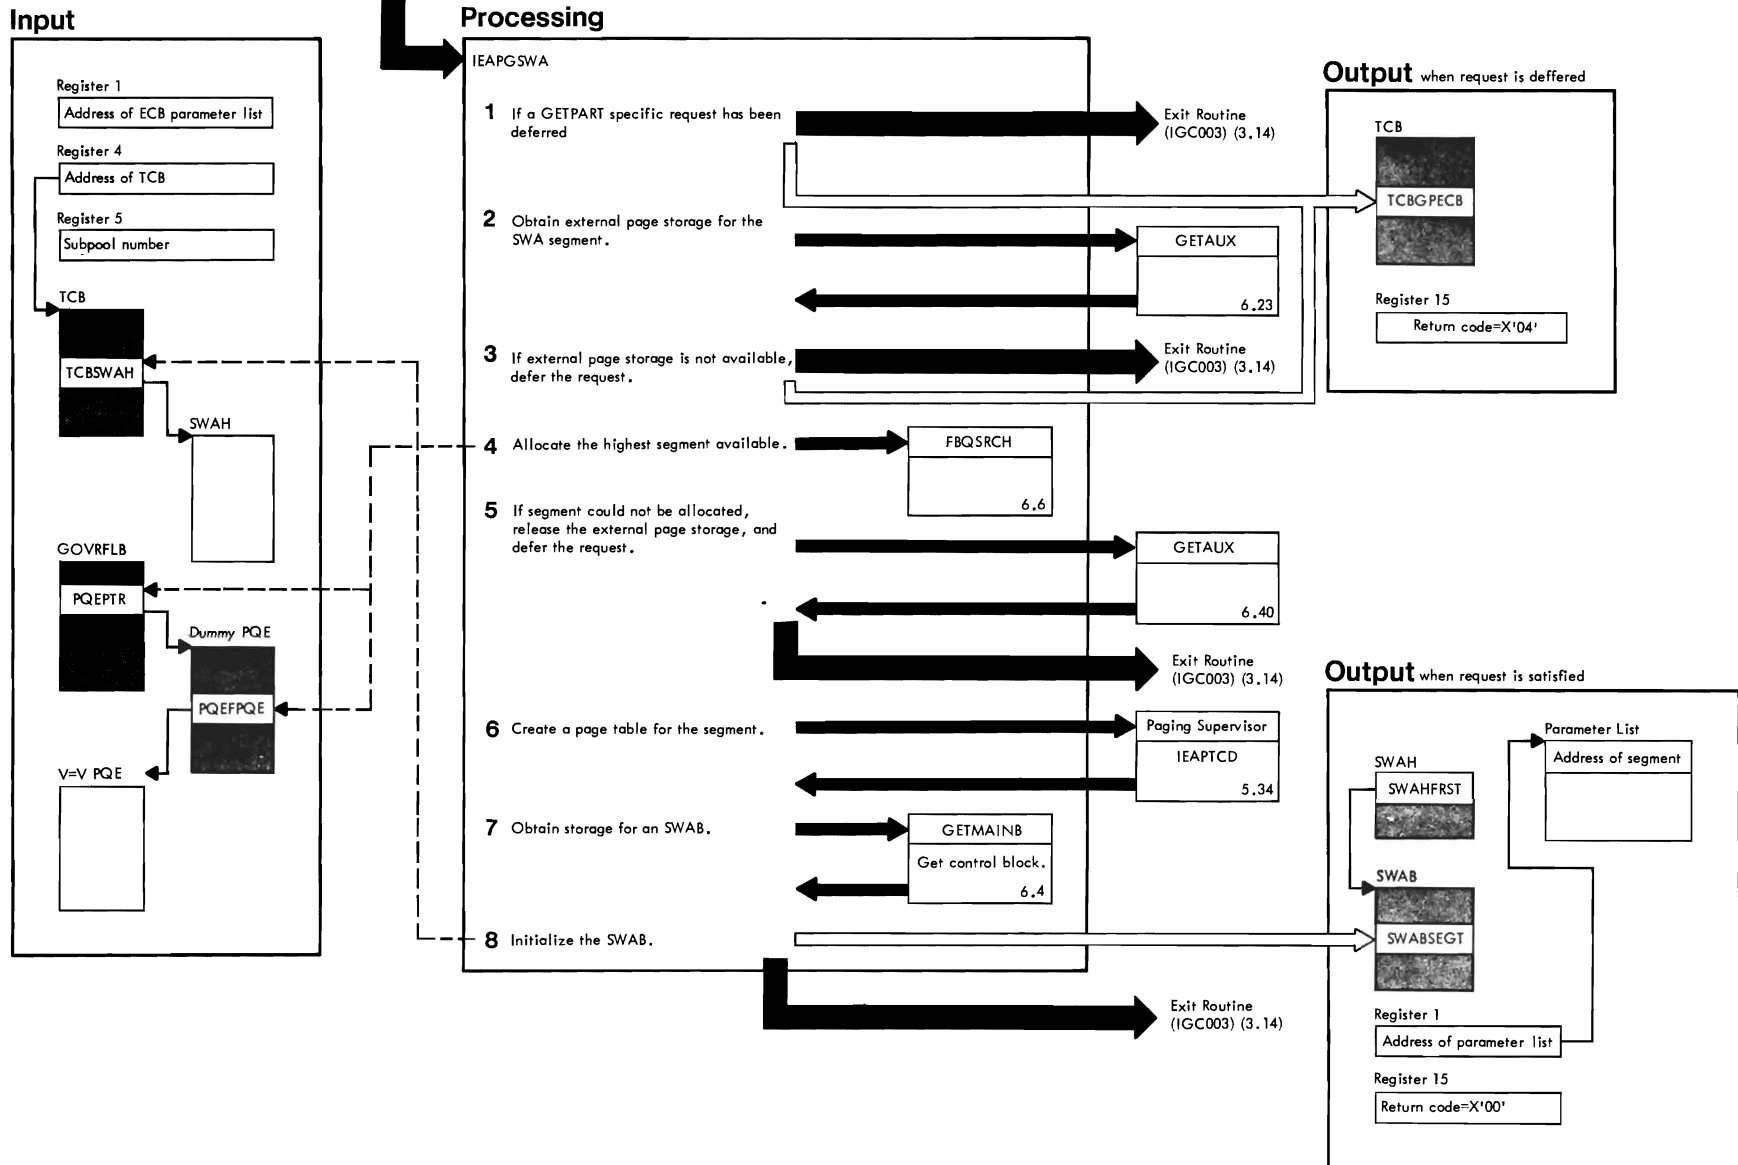 Input
Register 1
Address of ECB parameter list
Register 4
Address of TCB
Register 5
Subpool number
TCB
TCBSWAH
SWAH
GOVRFLB
PQEPTR
Dummy PQE
PQEFPQE
V=V PQE
Processing
IEAPGSWA
1 If a GETPART specific request has been
deferred
Exit Routine
(IGC003) (3.14)
2 Obtain external page storage for the
SWA segment.
GETAUX
6.23
3 If external page storage is not available,
defer the request.
Exit Routine
(IGC003) (3.14)
4 Allocate the highest segment available.
FBQSRCH
6.6
5 If segment could not be allocated,
release the external page storage, and
defer the request.
GETAUX
6.40
Exit Routine
(IGC003) (3.14)
6 Create a page table for the segment.
Paging Supervisor
IEAPTCD
5.34
7 Obtain storage for an SWAB.
GETMAINB
Get control block.
6.4
8 Initialize the SWAB.
Exit Routine
(IGC003) (3.14)
Output when request is deffered
TCB
TCBGPECB
Register 15
Return code=X'04'
Output when request is satisfied
Parameter List
Address of segment
SWAH
SWAHFRST
SWAB
SWABSEGT
Register 1
Address of parameter list
Register 15
Return code=X'00'